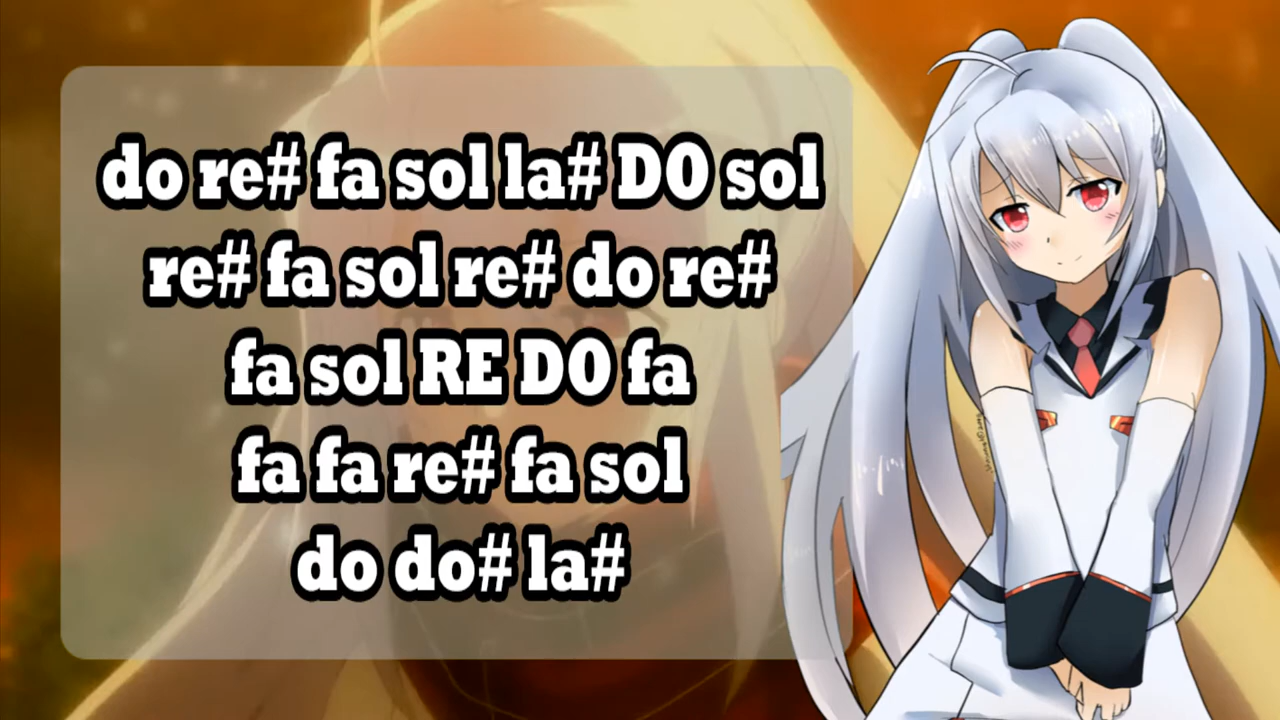 do re# fa sol la# DO sol
re# fa sol re# do re#
fa sol RE DO fa
fa fa re# fa sol
do do# la#